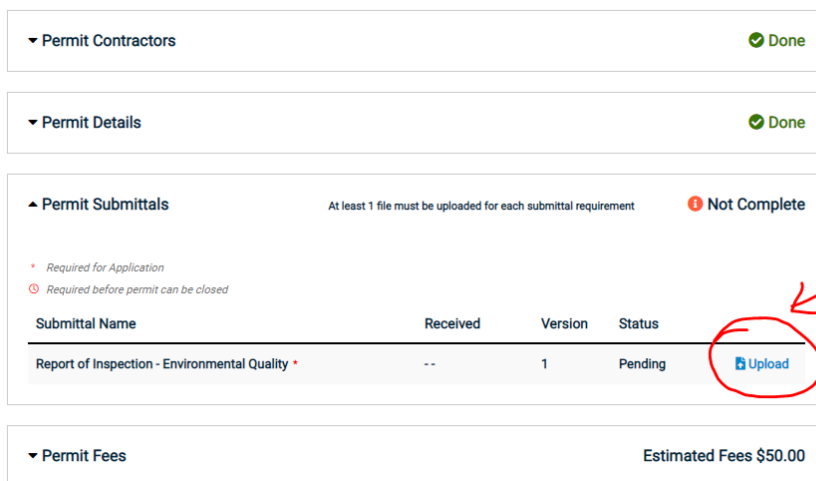 Permit Contractors Done
Permit Details Done
Permit Submittals At least 1 file must be uploaded for each submittal requirement Not Complete
* Required for Application
Required before permit can be closed
Submittal Name Received Version Status
Report of Inspection - Environmental Quality * -- 1 Pending Upload
Permit Fees Estimated Fees $50.00